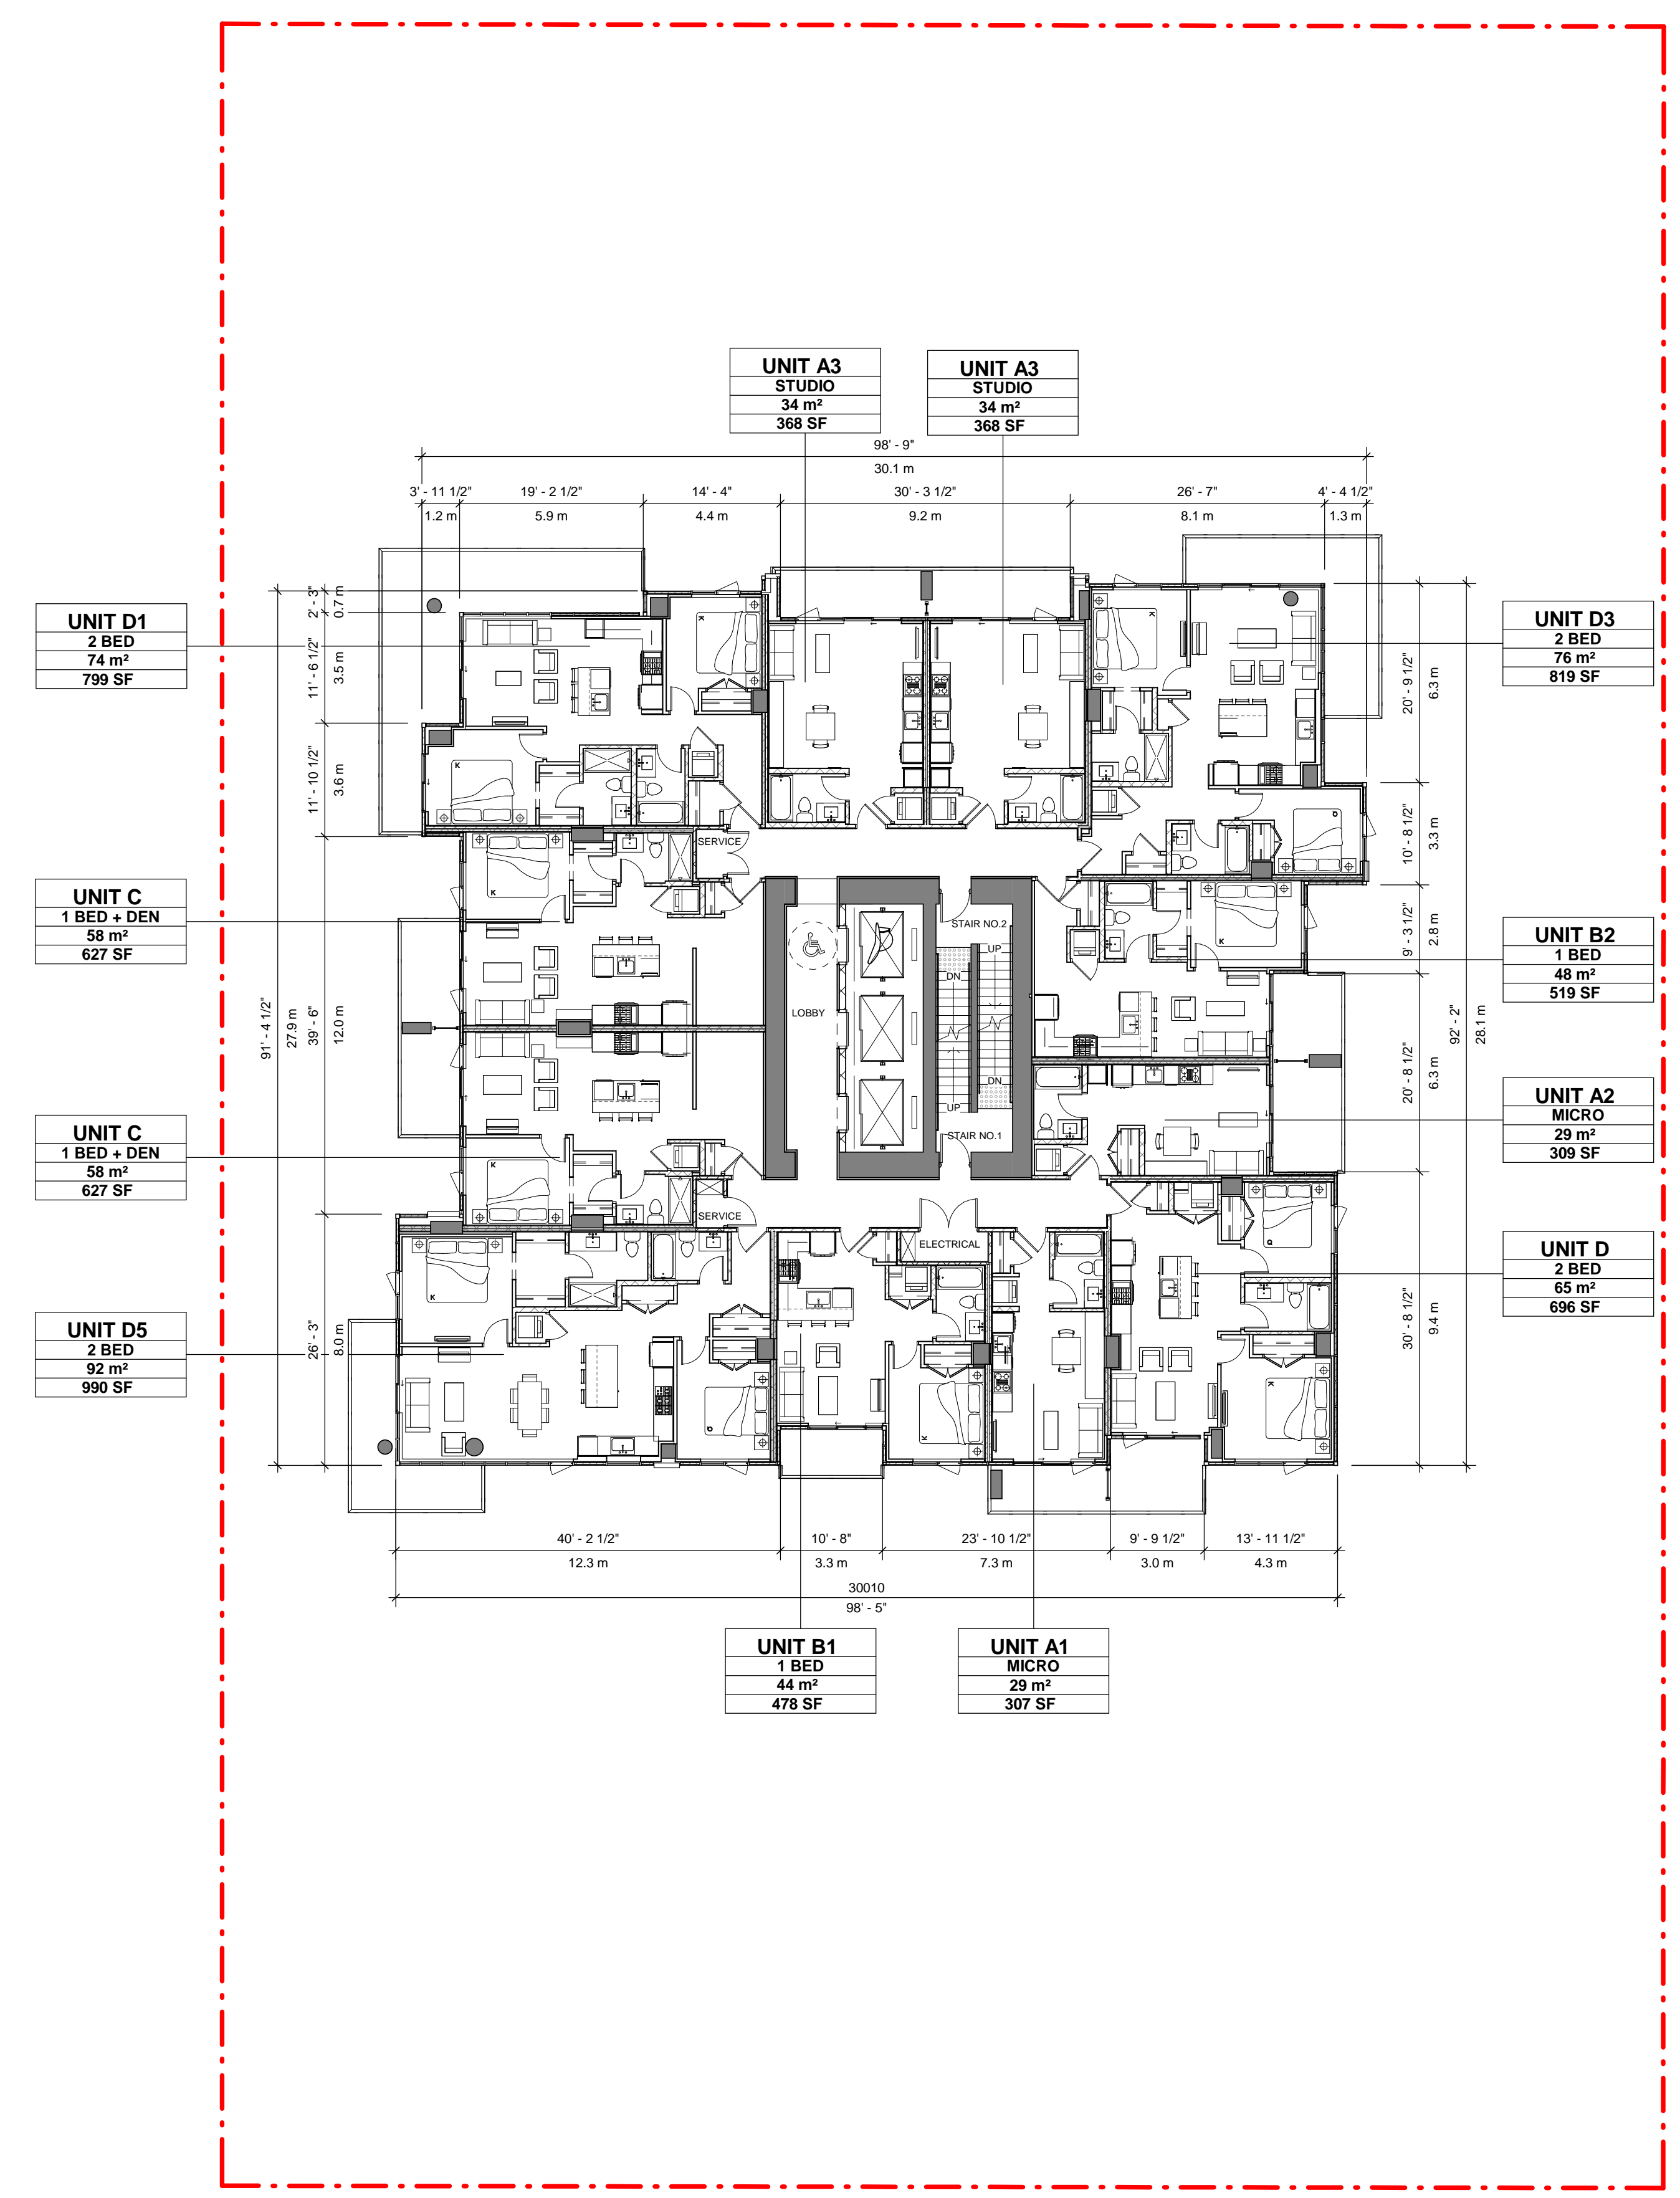 UNIT A3
STUDIO
34 m²
368 SF
UNIT A3
STUDIO
34 m²
368 SF
98' - 9"
30.1 m
3' - 11 1/2"
19' - 2 1/2"
14' - 4"
30' - 3 1/2"
26' - 7"
4' - 4 1/2"
1.2 m
5.9 m
4.4 m
9.2 m
8.1 m
1.3 m
UNIT D1
2 BED
74 m²
799 SF
UNIT C
1 BED + DEN
58 m²
627 SF
UNIT C
1 BED + DEN
58 m²
627 SF
UNIT D5
2 BED
92 m²
990 SF
91' - 4 1/2"
27.9 m
2' - 3"
0.7 m
11' - 6 1/2"
3.5 m
11' - 10 1/2"
3.6 m
39' - 6"
12.0 m
26' - 3"
8.0 m
K
K
K
K
SERVICE
K
K
LOBBY
STAIR NO.2
UP
DN
DN
UP
STAIR NO.1
Q
K
SERVICE
ELECTRICAL
K
Q
K
Q
K
20' - 9 1/2"
6.3 m
10' - 8 1/2"
3.3 m
9' - 3 1/2"
2.8 m
20' - 8 1/2"
6.3 m
30' - 8 1/2"
9.4 m
92' - 2"
28.1 m
UNIT D3
2 BED
76 m²
819 SF
UNIT B2
1 BED
48 m²
519 SF
UNIT A2
MICRO
29 m²
309 SF
UNIT D
2 BED
65 m²
696 SF
40' - 2 1/2"
10' - 8"
23' - 10 1/2"
9' - 9 1/2"
13' - 11 1/2"
12.3 m
3.3 m
7.3 m
3.0 m
4.3 m
30010
98' - 5"
UNIT B1
1 BED
44 m²
478 SF
UNIT A1
MICRO
29 m²
307 SF